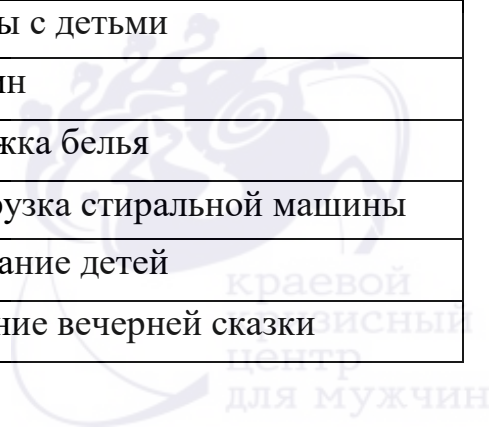 ы с детьми
ин
жка белья
рузка стиральной машины
ание детей
ние вечерней сказки
краевой
кризисный
центр
для мужчин